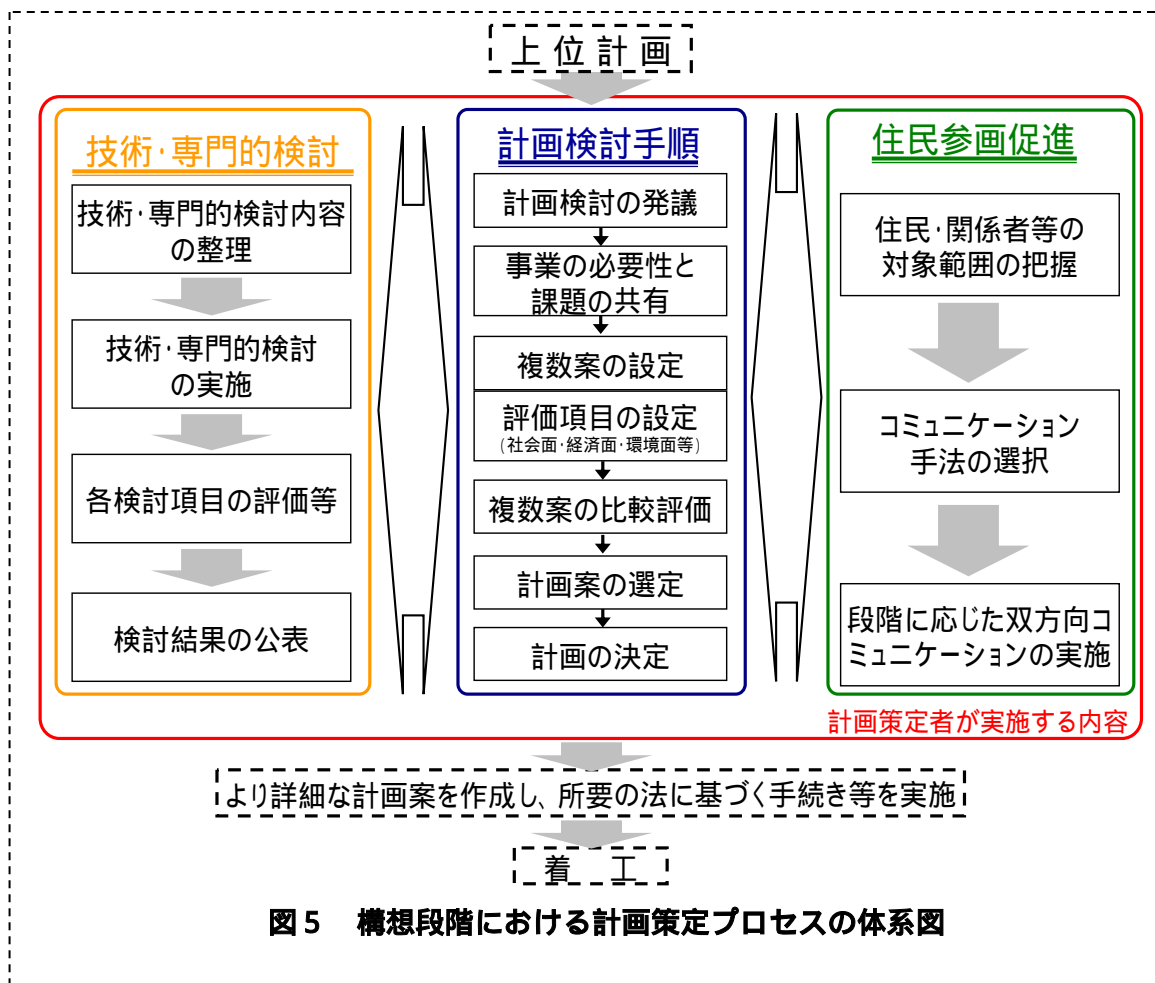 上位計画
技術･専門的検討
技術･専門的検討内容
の整理
技術･専門的検討
の実施
各検討項目の評価等
検討結果の公表
計画検討手順
計画検討の発議
事業の必要性と
課題の共有
複数案の設定
評価項目の設定
(社会面･経済面･環境面等)
複数案の比較評価
計画案の選定
計画の決定
住民参画促進
住民･関係者等の
対象範囲の把握
コミュニケーション
手法の選択
段階に応じた双方向コ
ミュニケーションの実施
計画策定者が実施する内容
より詳細な計画案を作成し、所要の法に基づく手続き等を実施
着　工
図５　構想段階における計画策定プロセスの体系図